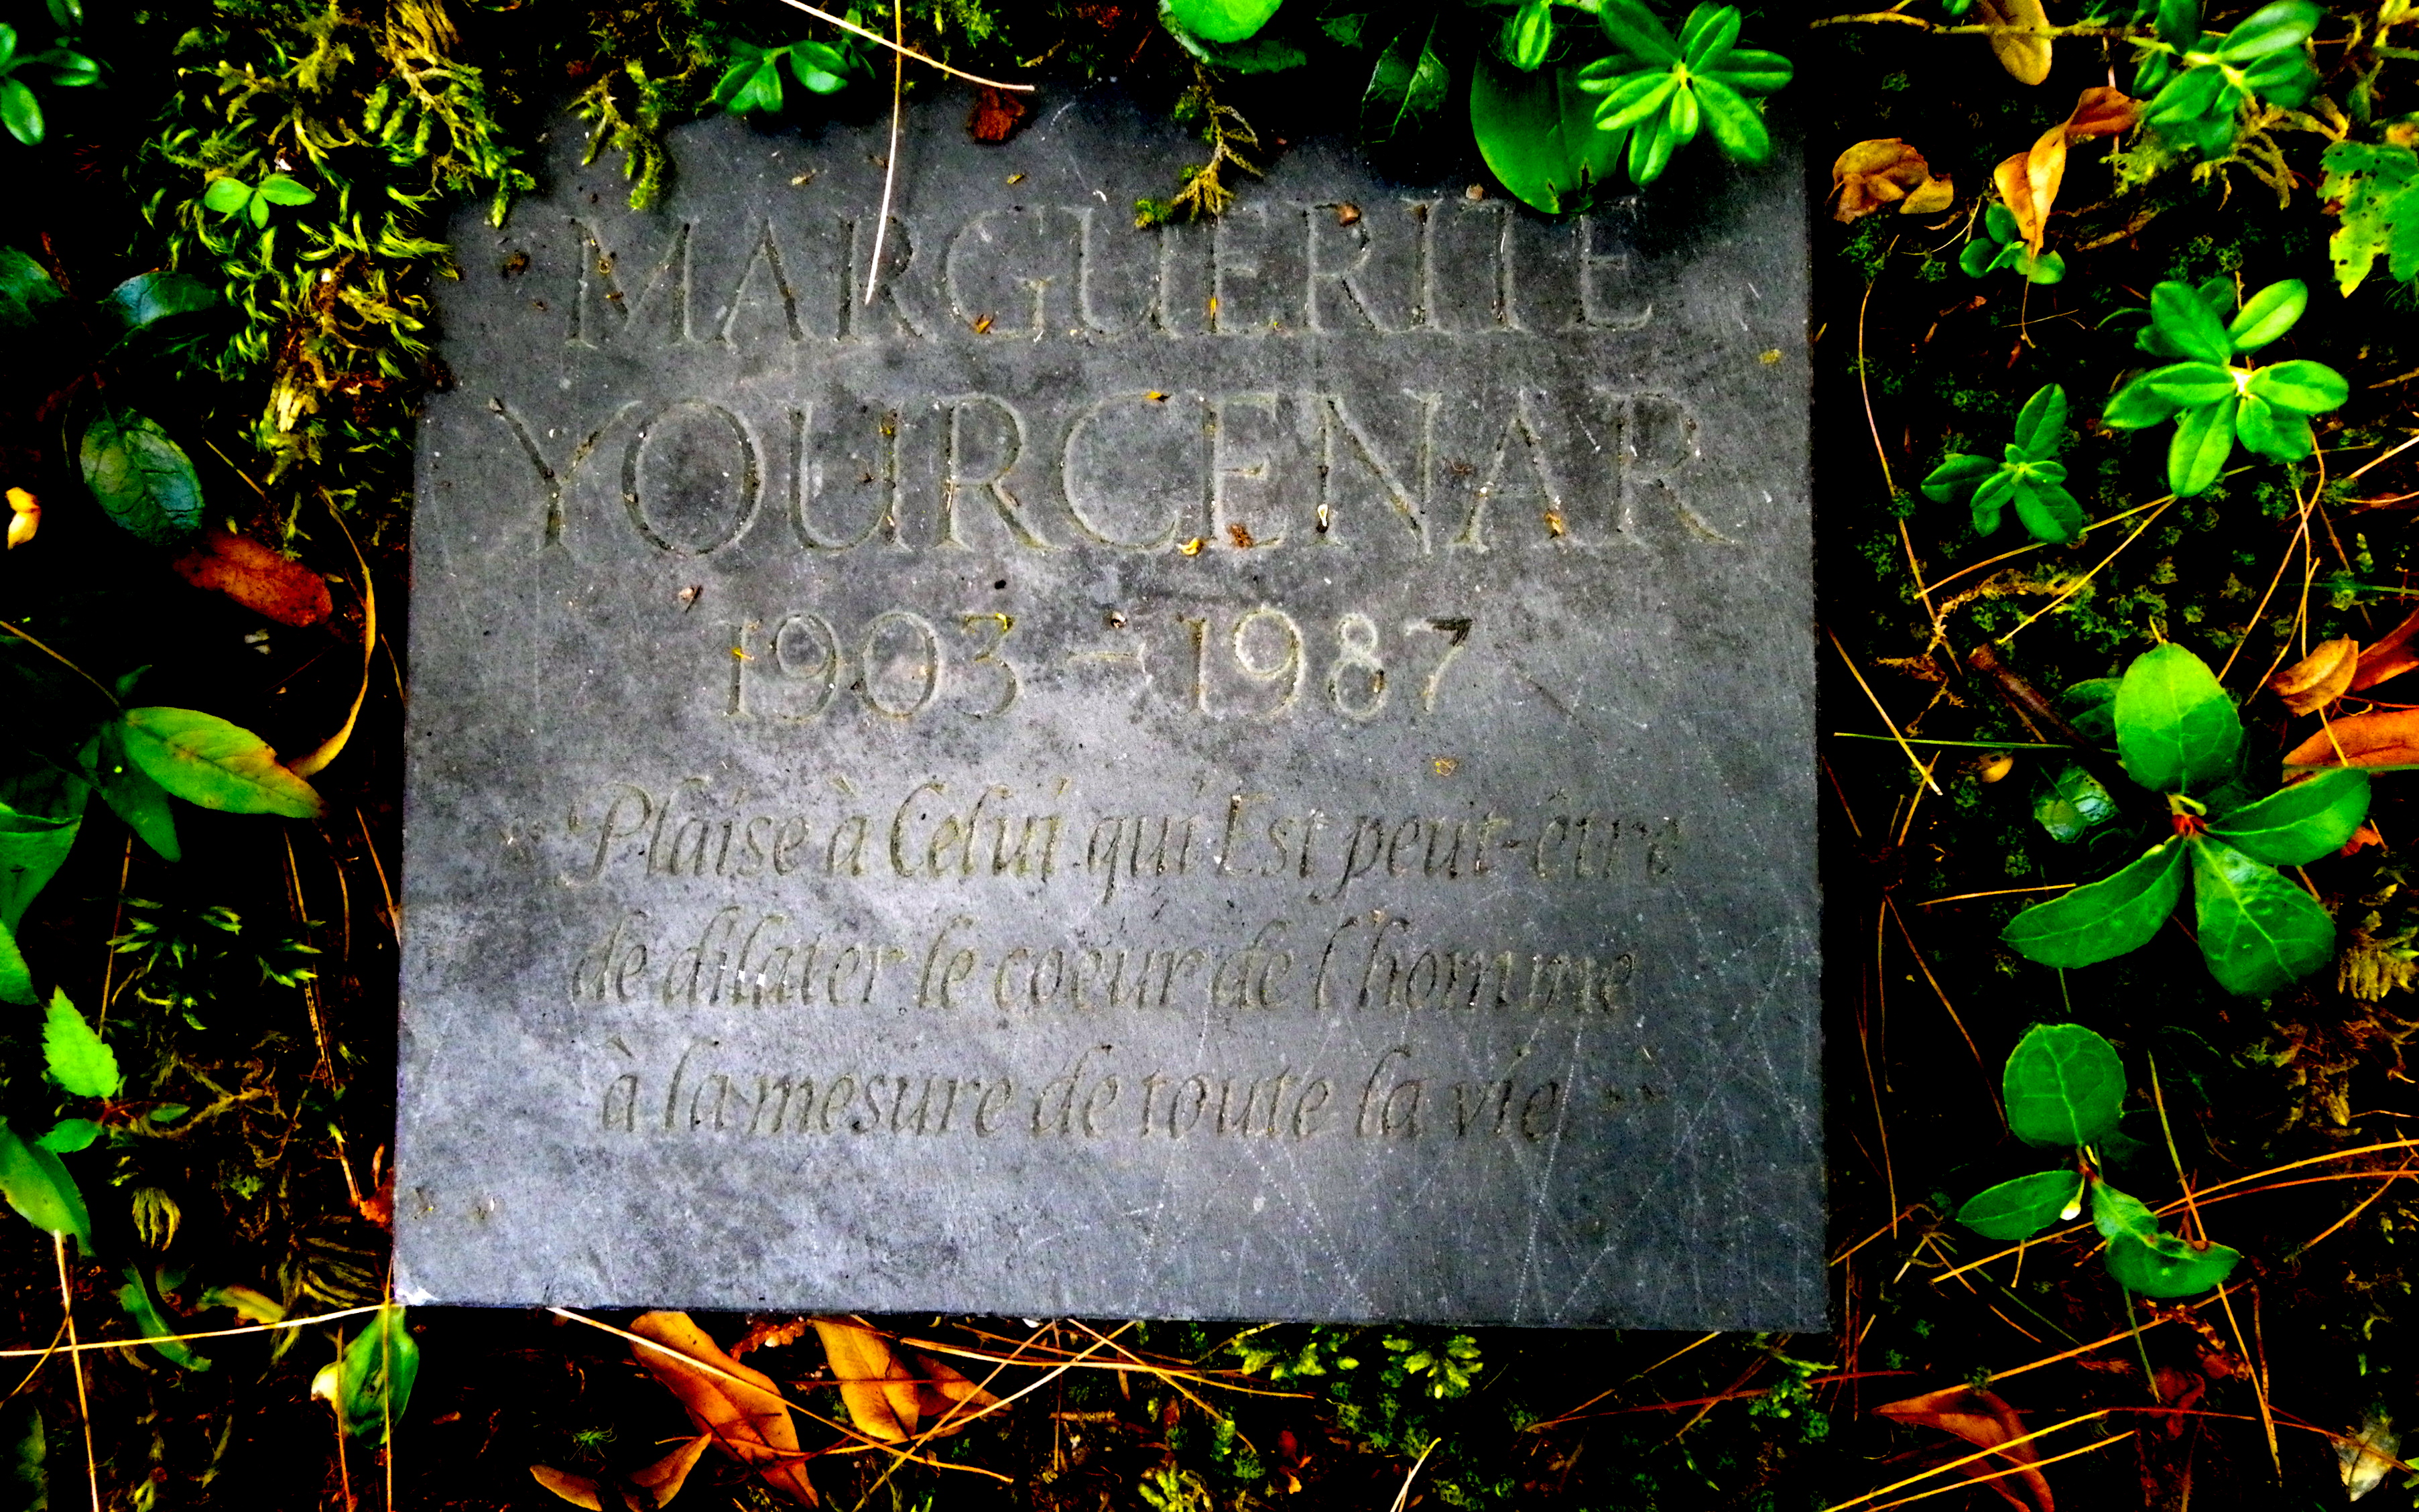 MARGUERITE
YOURCENAR
1903 – 1987
Plaise à Celui qui Est peut-être
de dilater le coeur de l'homme
à la mesure de toute la vie